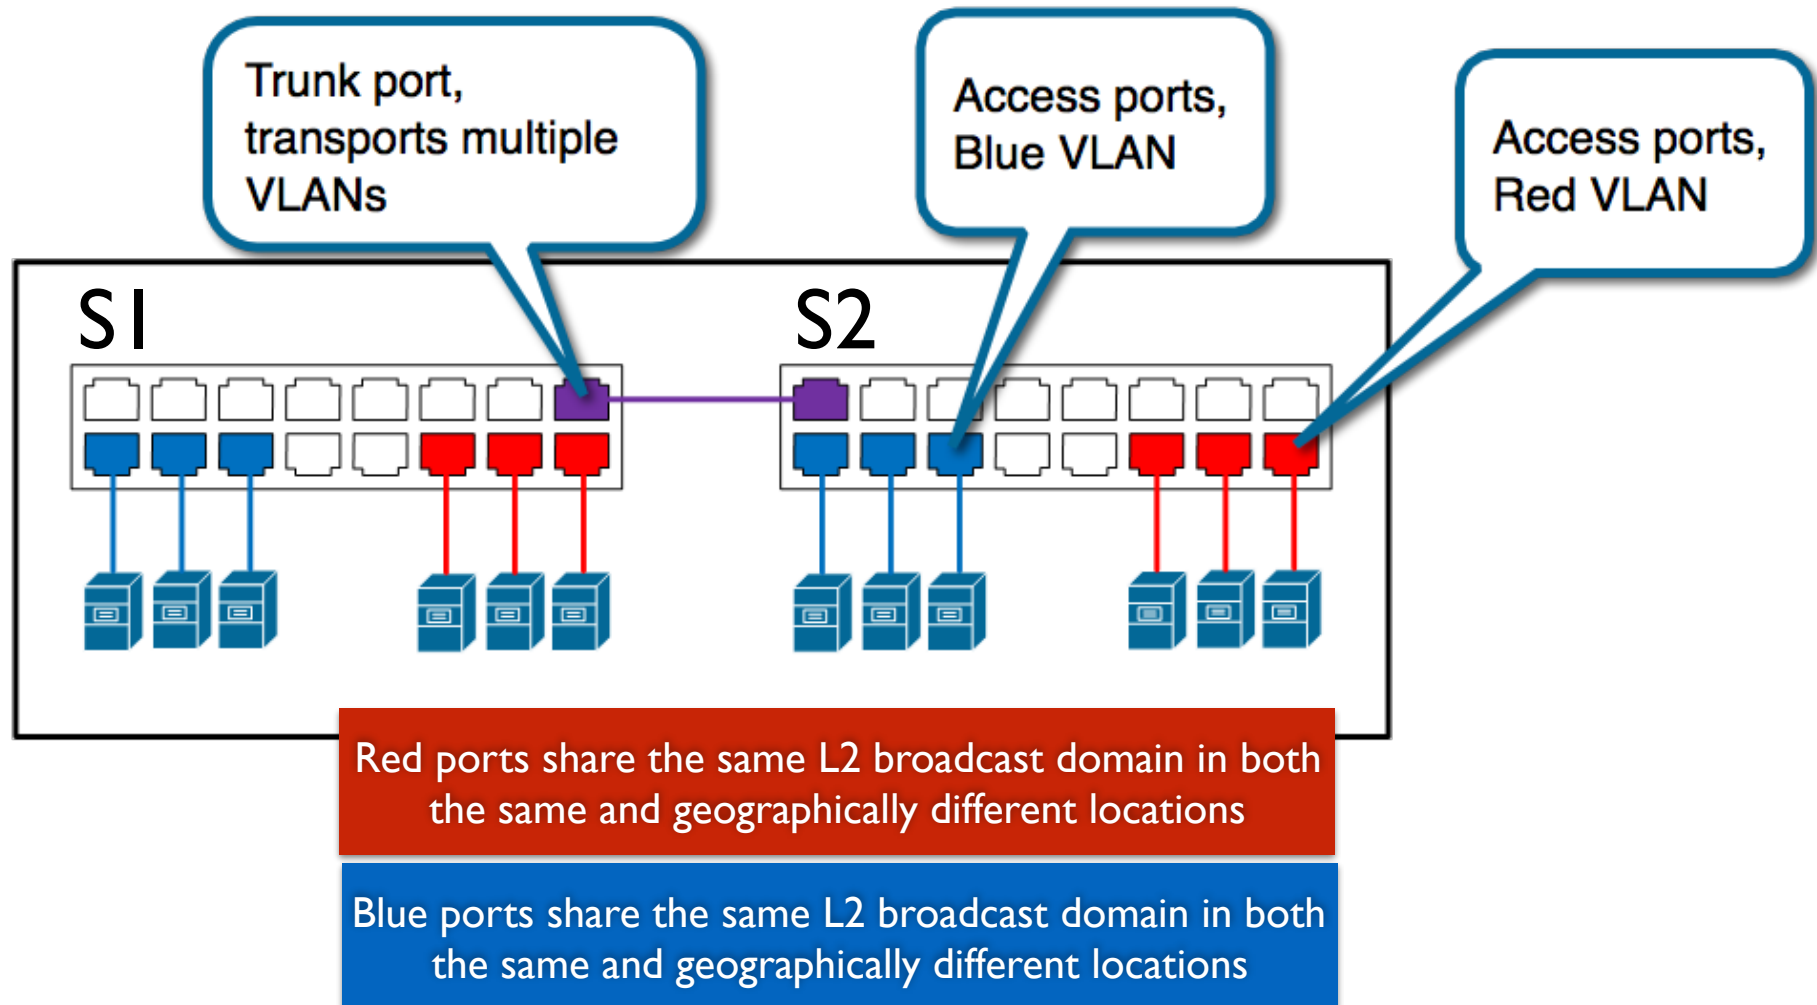 Trunk port,
transports multiple
VLANs
Access ports,
Blue VLAN
Access ports,
Red VLAN
S1
S2
Red ports share the same L2 broadcast domain in both
the same and geographically different locations
Blue ports share the same L2 broadcast domain in both
the same and geographically different locations